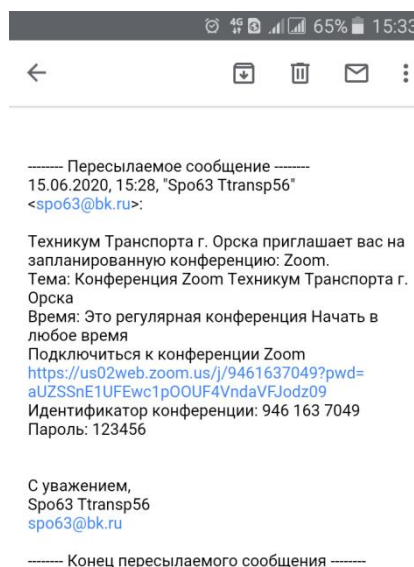 4G 65% 15:33
-------- Пересылаемое сообщение --------
15.06.2020, 15:28, "Spo63 Ttransp56"
<spo63@bk.ru>:
Техникум Транспорта г. Орска приглашает вас на
запланированную конференцию: Zoom.
Тема: Конференция Zoom Техникум Транспорта г.
Орска
Время: Это регулярная конференция Начать в
любое время
Подключиться к конференции Zoom
https://us02web.zoom.us/j/9461637049?pwd=
aUZSSnE1UFEwc1pOOUF4VndaVFJodz09
Идентификатор конференции: 946 163 7049
Пароль: 123456
С уважением,
Spo63 Ttransp56
spo63@bk.ru
-------- Конец пересылаемого сообщения --------